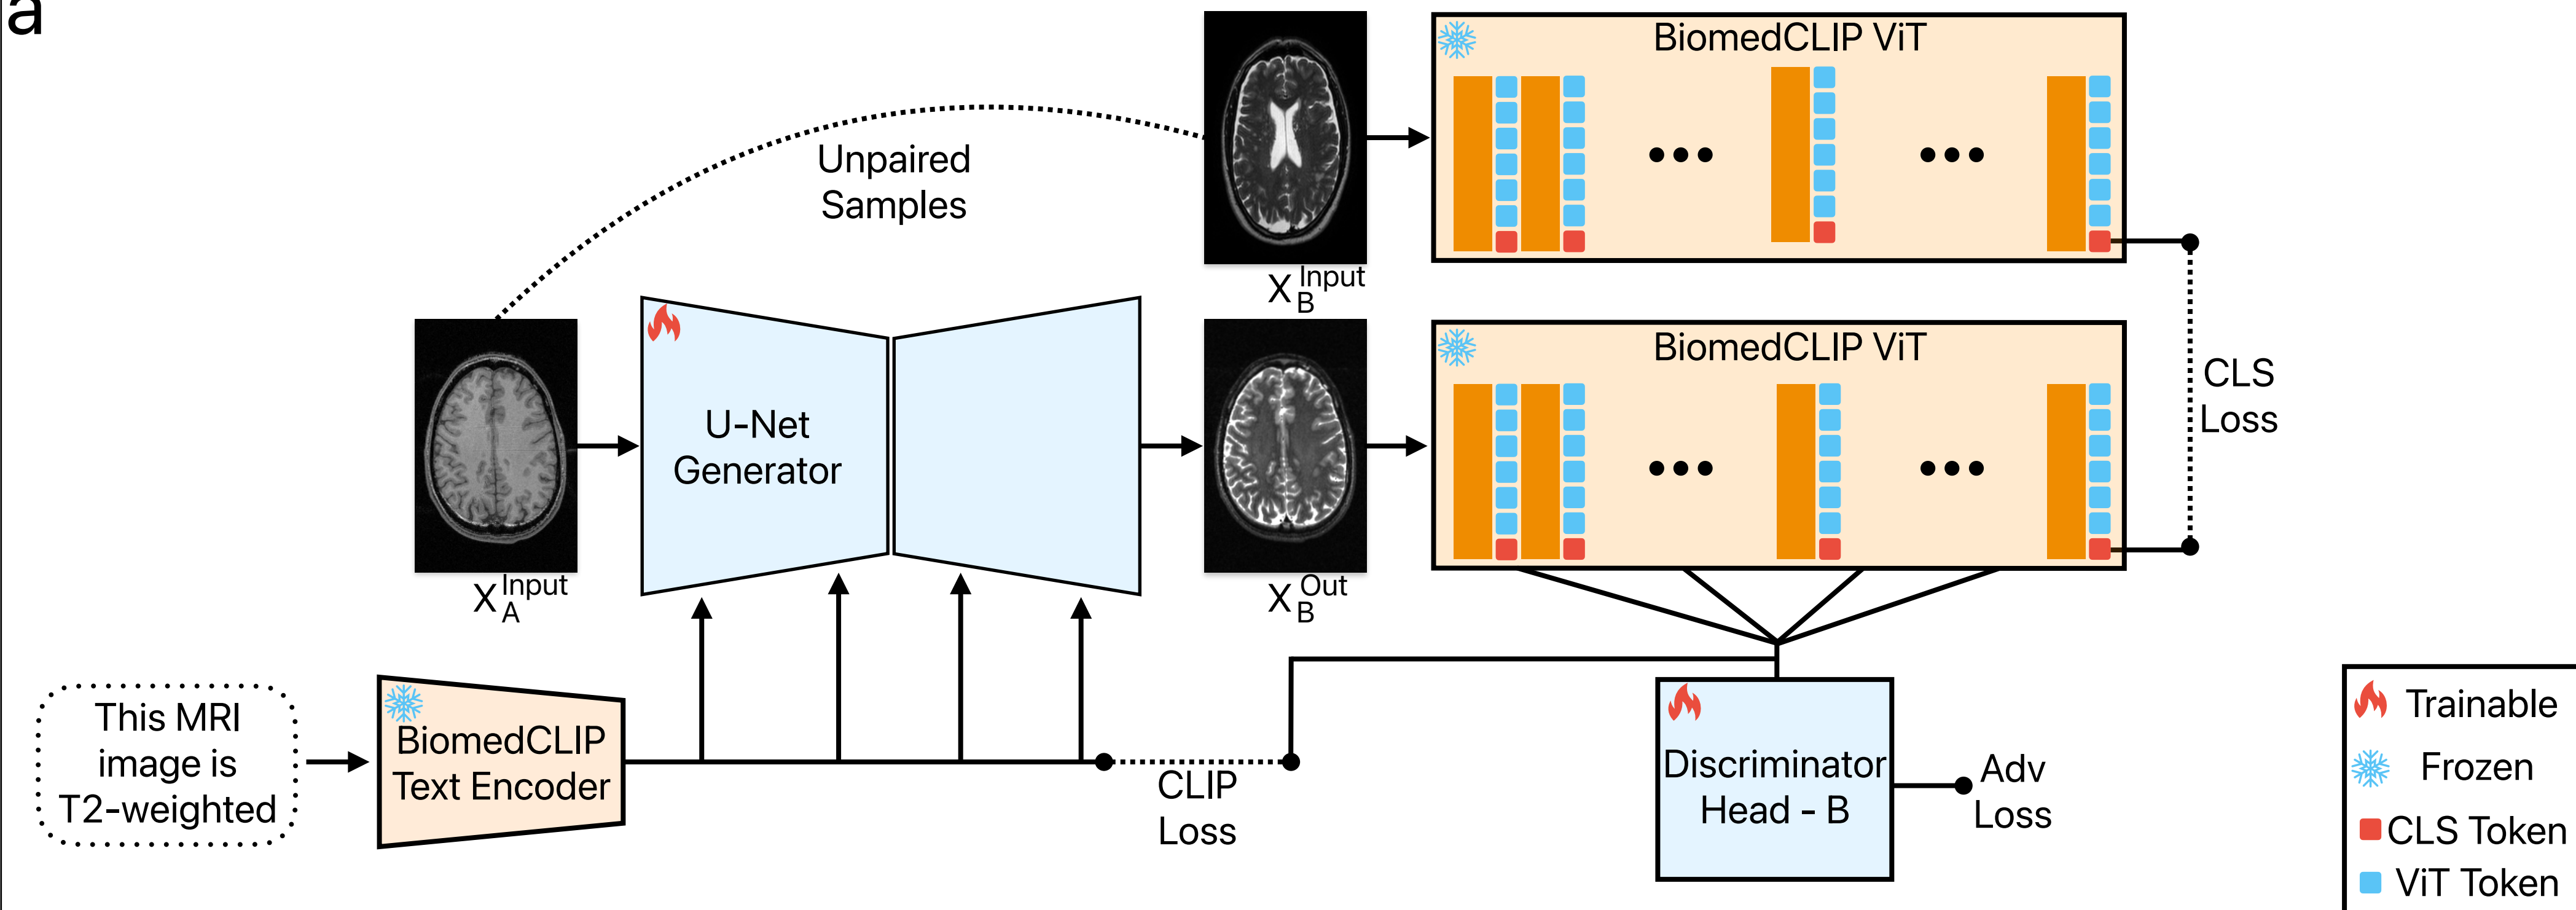 a
BiomedCLIP ViT
Unpaired
Samples
X B Input
BiomedCLIP ViT
CLS
Loss
U-Net
Generator
X A Input
X B Out
This MRI
image is
T2-weighted
BiomedCLIP
Text Encoder
CLIP
Loss
Discriminator
Head - B
Adv
Loss
Trainable
Frozen
CLS Token
ViT Token